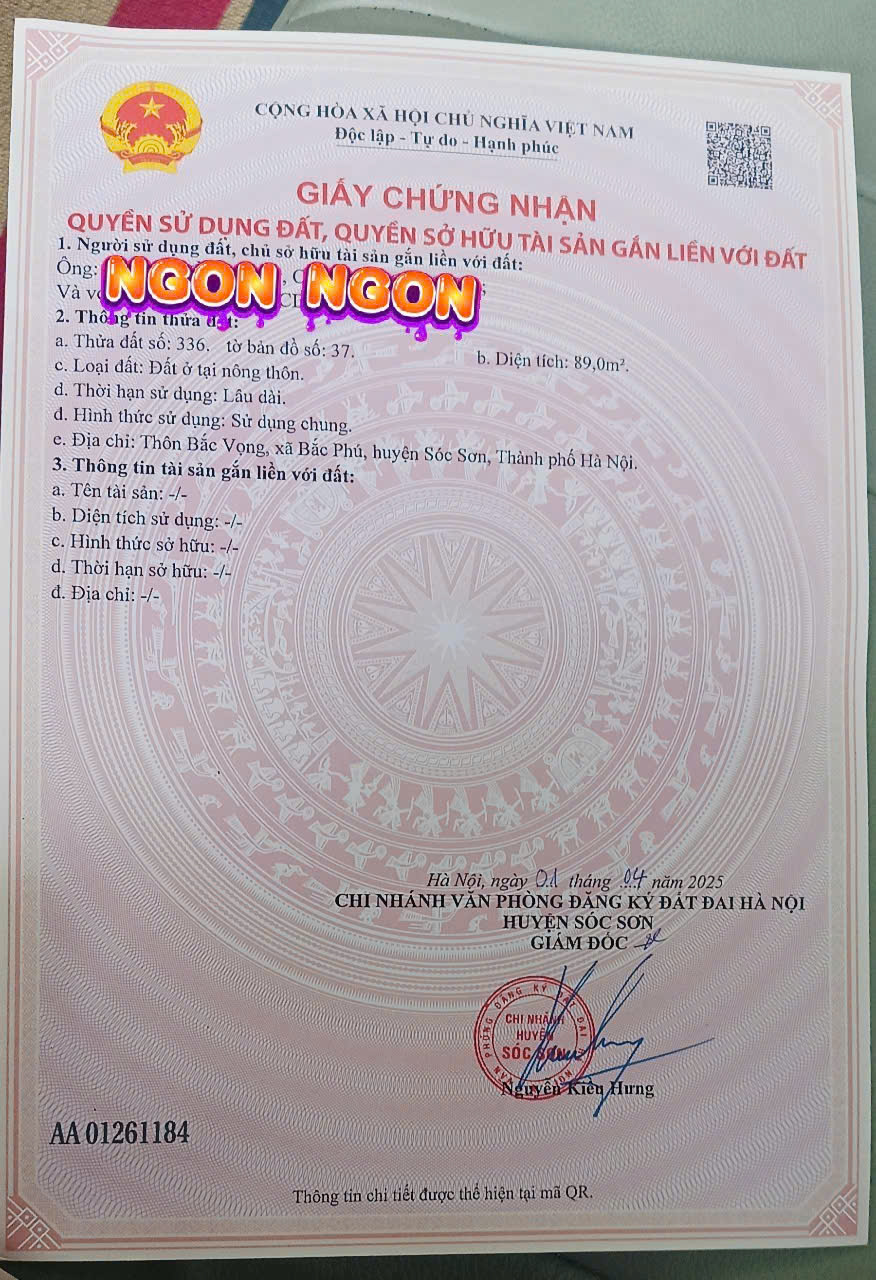 CỘNG HÒA XÃ HỘI CHỦ NGHĨA VIỆT NAM
Độc lập - Tự do - Hạnh phúc
GIẤY CHỨNG NHẬN
QUYỀN SỬ DỤNG ĐẤT, QUYỀN SỞ HỮU TÀI SẢN GẮN LIỀN VỚI ĐẤT
1. Người sử dụng đất, chủ sở hữu tài sản gắn liền với đất:
Ông:
NGON NGON
Và
2. Thông tin thửa đất:
a. Thửa đất số: 336. tờ bản đồ số: 37.
b. Diện tích: 89,0m².
c. Loại đất: Đất ở tại nông thôn.
d. Thời hạn sử dụng: Lâu dài.
đ. Hình thức sử dụng: Sử dụng chung.
e. Địa chỉ: Thôn Bắc Vọng, xã Bắc Phú, huyện Sóc Sơn, Thành phố Hà Nội.
3. Thông tin tài sản gắn liền với đất:
a. Tên tài sản: -/-
b. Diện tích sử dụng: -/-
c. Hình thức sở hữu: -/-
d. Thời hạn sở hữu: -/-
đ. Địa chỉ: -/-
Hà Nội, ngày 01 tháng 04 năm 2025
CHI NHÁNH VĂN PHÒNG ĐĂNG KÝ ĐẤT ĐAI HÀ NỘI
HUYỆN SÓC SƠN
GIÁM ĐỐC
CHI NHÁNH
HUYỆN
SÓC SƠN
Nguyễn Kiều Hưng
AA 01261184
Thông tin chi tiết được thể hiện tại mã QR.